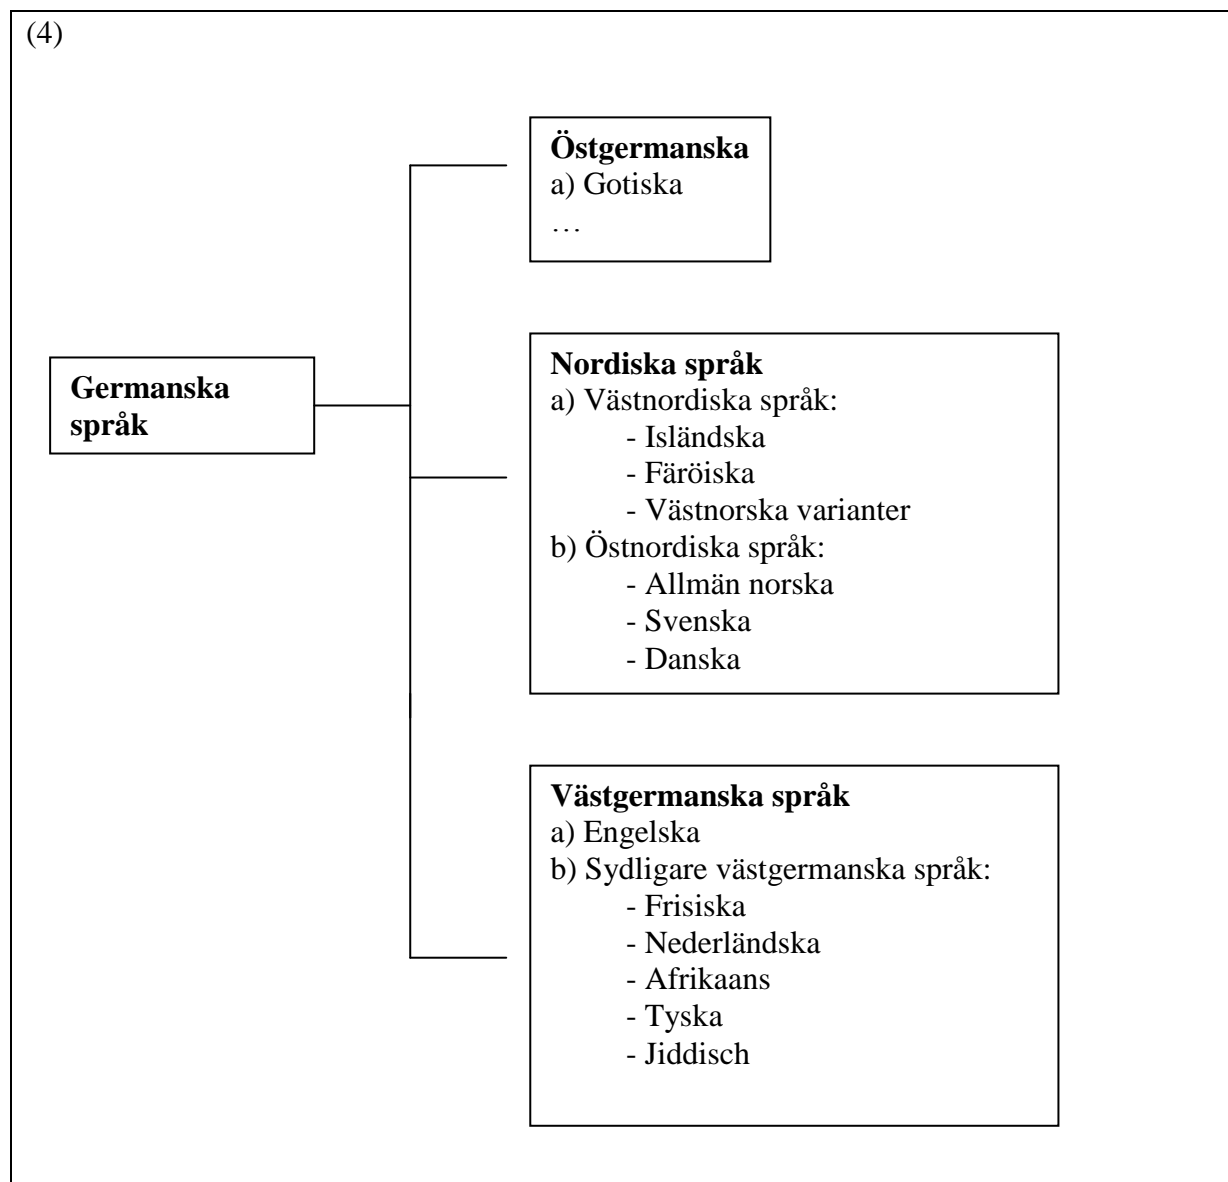 (4)
Östgermanska
a) Gotiska
…
Germanska
språk
Nordiska språk
a) Västnordiska språk:
- Isländska
- Färöiska
- Västnorska varianter
b) Östnordiska språk:
- Allmän norska
- Svenska
- Danska
Västgermanska språk
a) Engelska
b) Sydligare västgermanska språk:
- Frisiska
- Nederländska
- Afrikaans
- Tyska
- Jiddisch